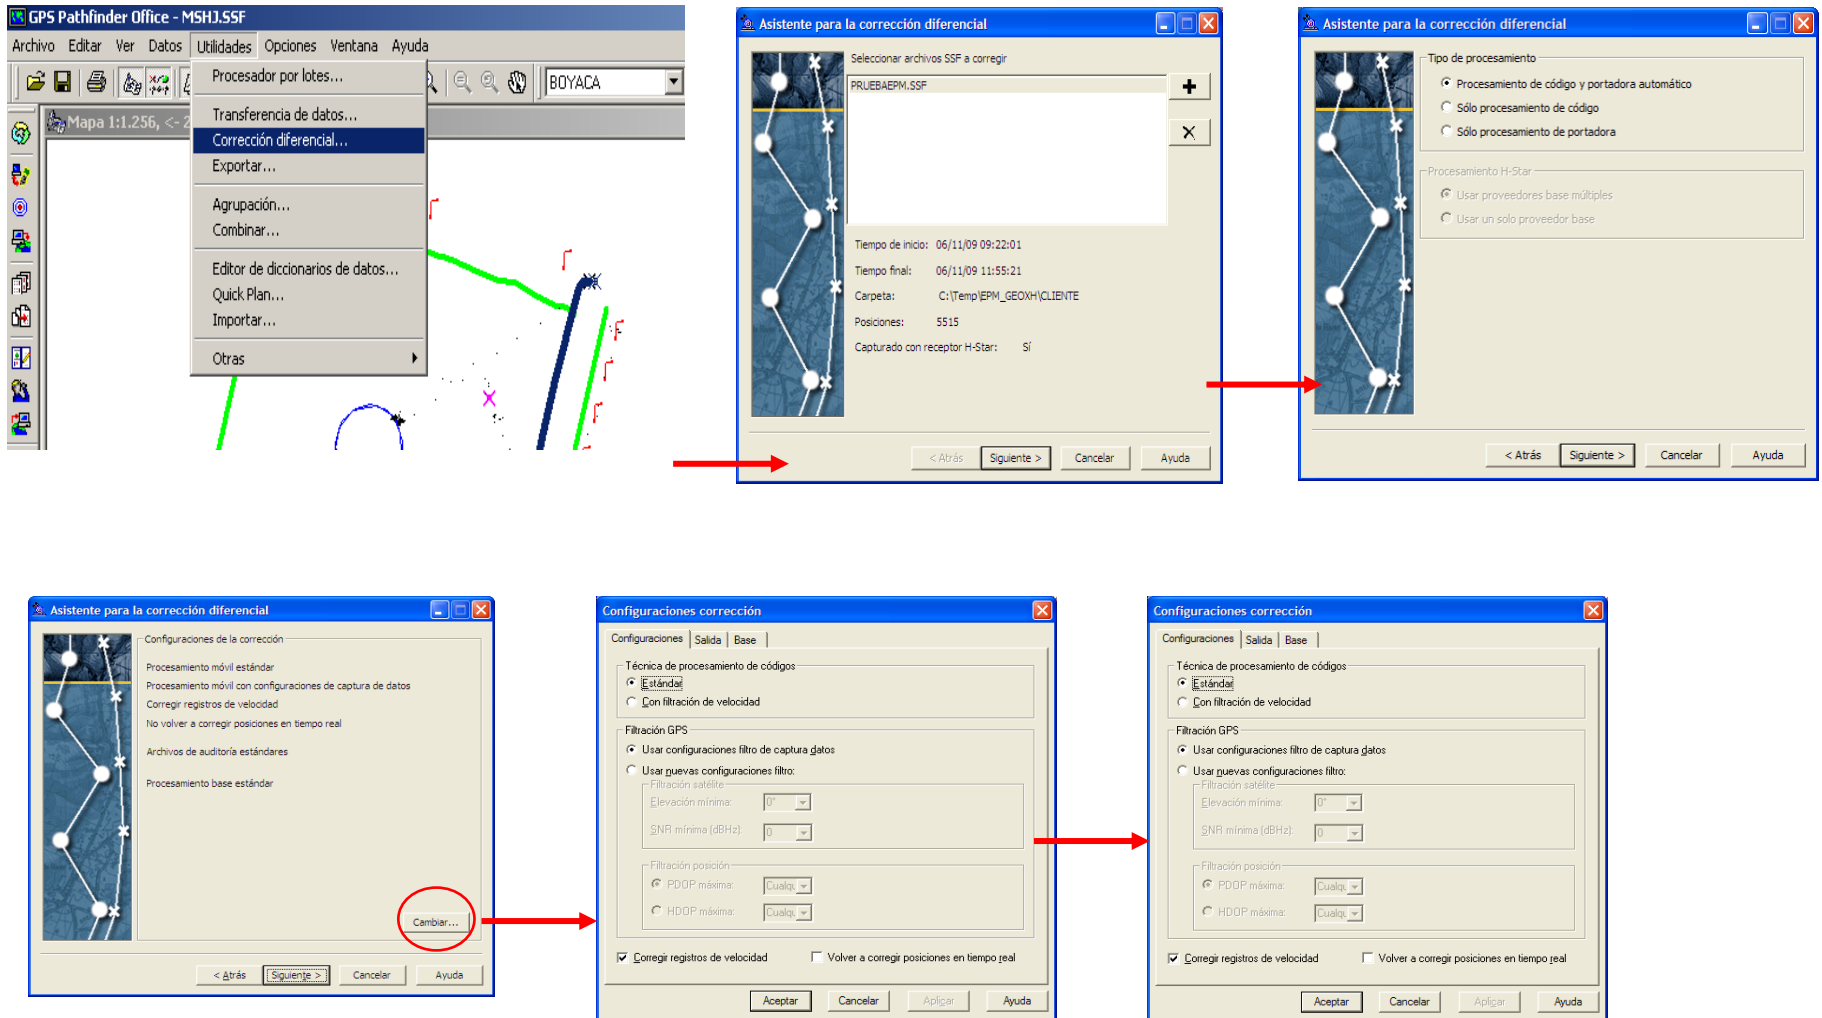 GPS Pathfinder Office - MSHJ.SSF
Archivo Editar Ver Datos Utilidades Opciones Ventana Ayuda
BOYACA
Mapa 1:1.256, <- 2
Procesador por lotes...
Transferencia de datos...
Corrección diferencial...
Exportar...
Agrupación...
Combinar...
Editor de diccionarios de datos...
Quick Plan...
Importar...
Otras
Asistente para la corrección diferencial
Seleccionar archivos SSF a corregir
PRUEBAEPM.SSF
Tiempo de inicio: 06/11/09 09:22:01
Tiempo final: 06/11/09 11:55:21
Carpeta: C:\Temp\EPM_GEOXH\CLIENTE
Posiciones: 5515
Capturado con receptor H-Star: Sí
< Atrás Siguiente > Cancelar Ayuda
Asistente para la corrección diferencial
Tipo de procesamiento
Procesamiento de código y portadora automático
Sólo procesamiento de código
Sólo procesamiento de portadora
Procesamiento H-Star
Usar proveedores base múltiples
Usar un solo proveedor base
< Atrás Siguiente > Cancelar Ayuda
Asistente para la corrección diferencial
Configuraciones de la corrección
Procesamiento móvil estándar
Procesamiento móvil con configuraciones de captura de datos
Corregir registros de velocidad
No volver a corregir posiciones en tiempo real
Archivos de auditoría estándares
Procesamiento base estándar
Cambiar...
< Atrás Siguiente > Cancelar Ayuda
Configuraciones corrección
Configuraciones Salida Base
Técnica de procesamiento de códigos
Estándar
Con filtración de velocidad
Filtración GPS
Usar configuraciones filtro de captura datos
Usar nuevas configuraciones filtro:
Filtración satélite
Elevación mínima: 0°
SNR mínima (dBHz): 0
Filtración posición
PDOP máxima: Cualqu
HDOP máxima: Cualqu
Corregir registros de velocidad Volver a corregir posiciones en tiempo real
Aceptar Cancelar Aplicar Ayuda
Configuraciones corrección
Configuraciones Salida Base
Técnica de procesamiento de códigos
Estándar
Con filtración de velocidad
Filtración GPS
Usar configuraciones filtro de captura datos
Usar nuevas configuraciones filtro:
Filtración satélite
Elevación mínima: 0°
SNR mínima (dBHz): 0
Filtración posición
PDOP máxima: Cualqu
HDOP máxima: Cualqu
Corregir registros de velocidad Volver a corregir posiciones en tiempo real
Aceptar Cancelar Aplicar Ayuda